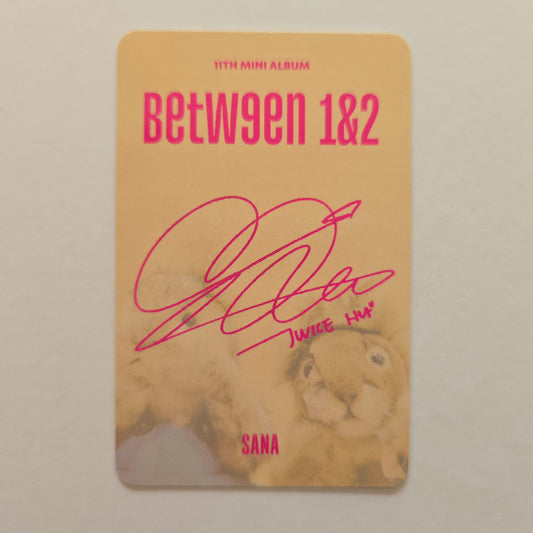 11TH MINI ALBUM
BetW9en 1&2
TWICE
SANA